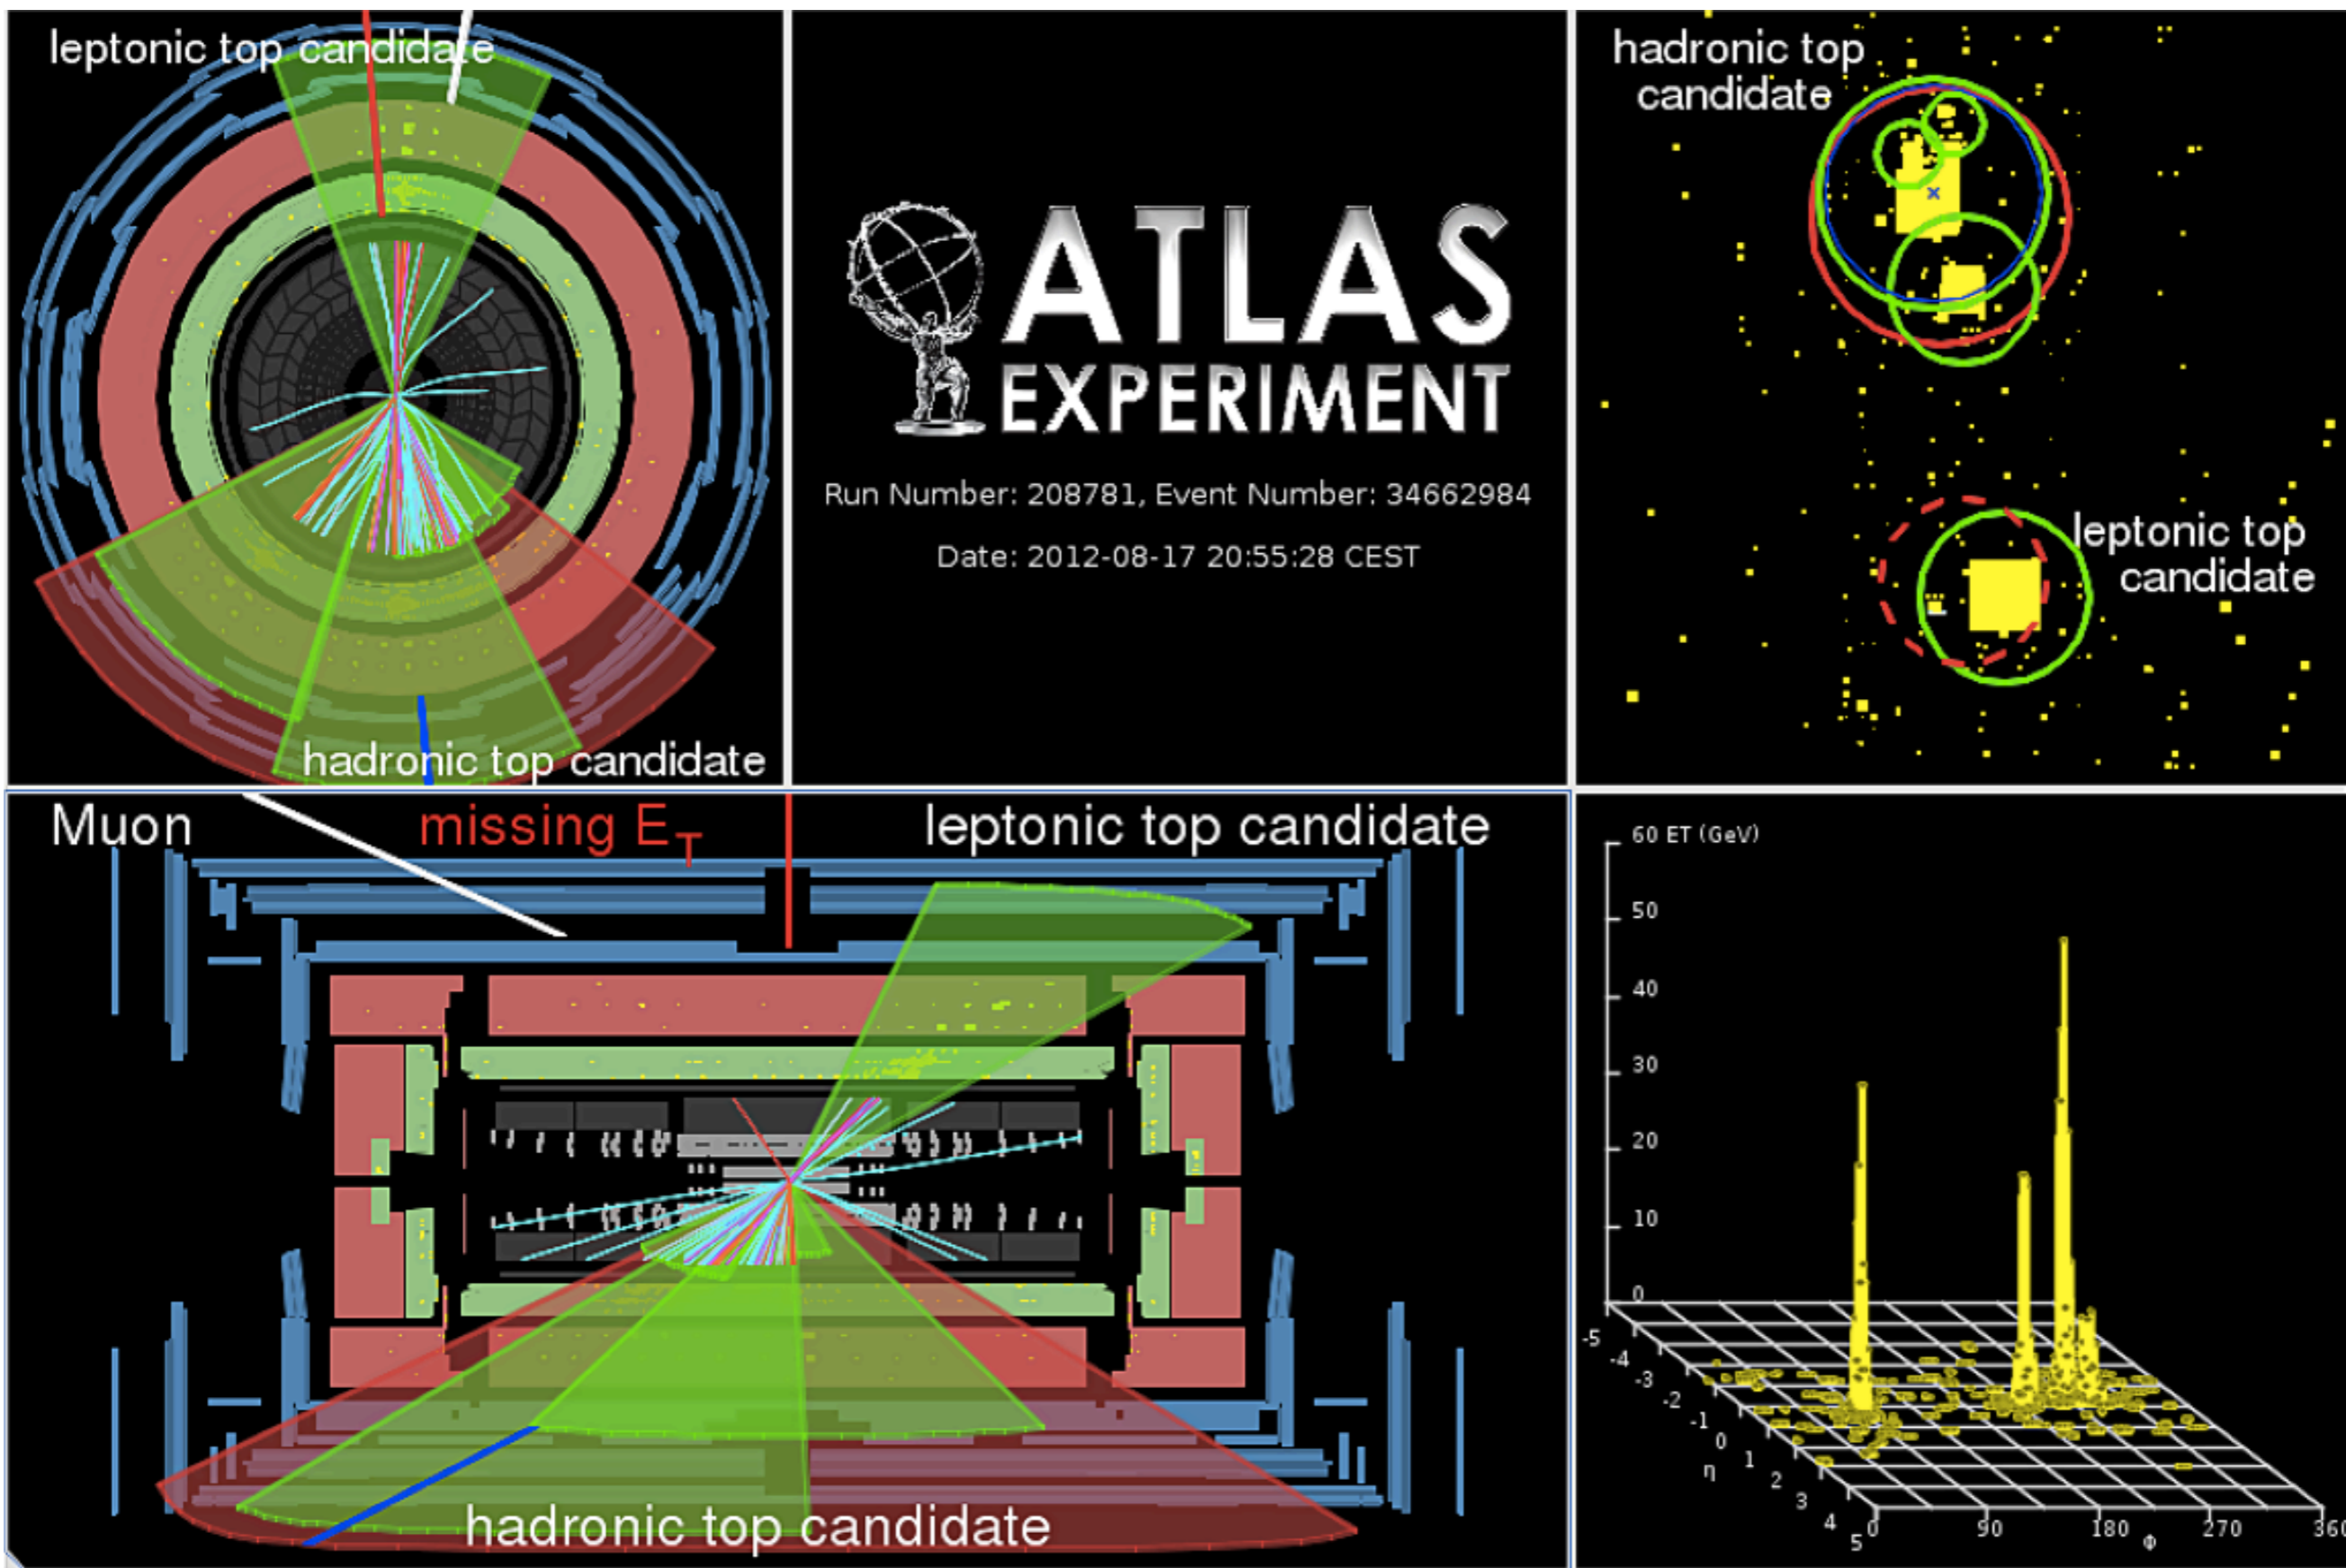 leptonic top candidate
hadronic top candidate
ATLAS
EXPERIMENT
Run Number: 208781, Event Number: 34662984
Date: 2012-08-17 20:55:28 CEST
hadronic top
candidate
leptonic top
candidate
Muon
missing E_T
leptonic top candidate
hadronic top candidate
60 ET (GeV)
50
40
30
20
10
0
-5
-4
-3
-2
-1
0
1
2
3
4
5
η
0
90
180
270
360
Φ